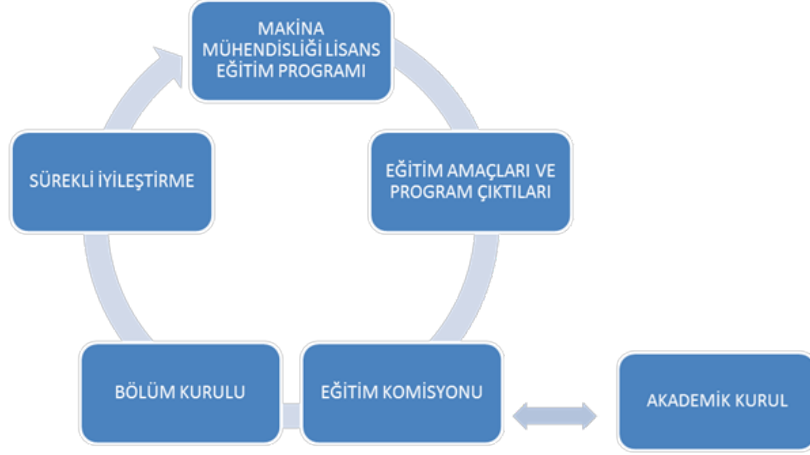 MAKİNA
MÜHENDİSLİĞİ LİSANS
EĞİTİM PROGRAMI
SÜREKLİ İYİLEŞTİRME
EĞİTİM AMAÇLARI VE
PROGRAM ÇIKTILARI
BÖLÜM KURULU
EĞİTİM KOMİSYONU
AKADEMİK KURUL